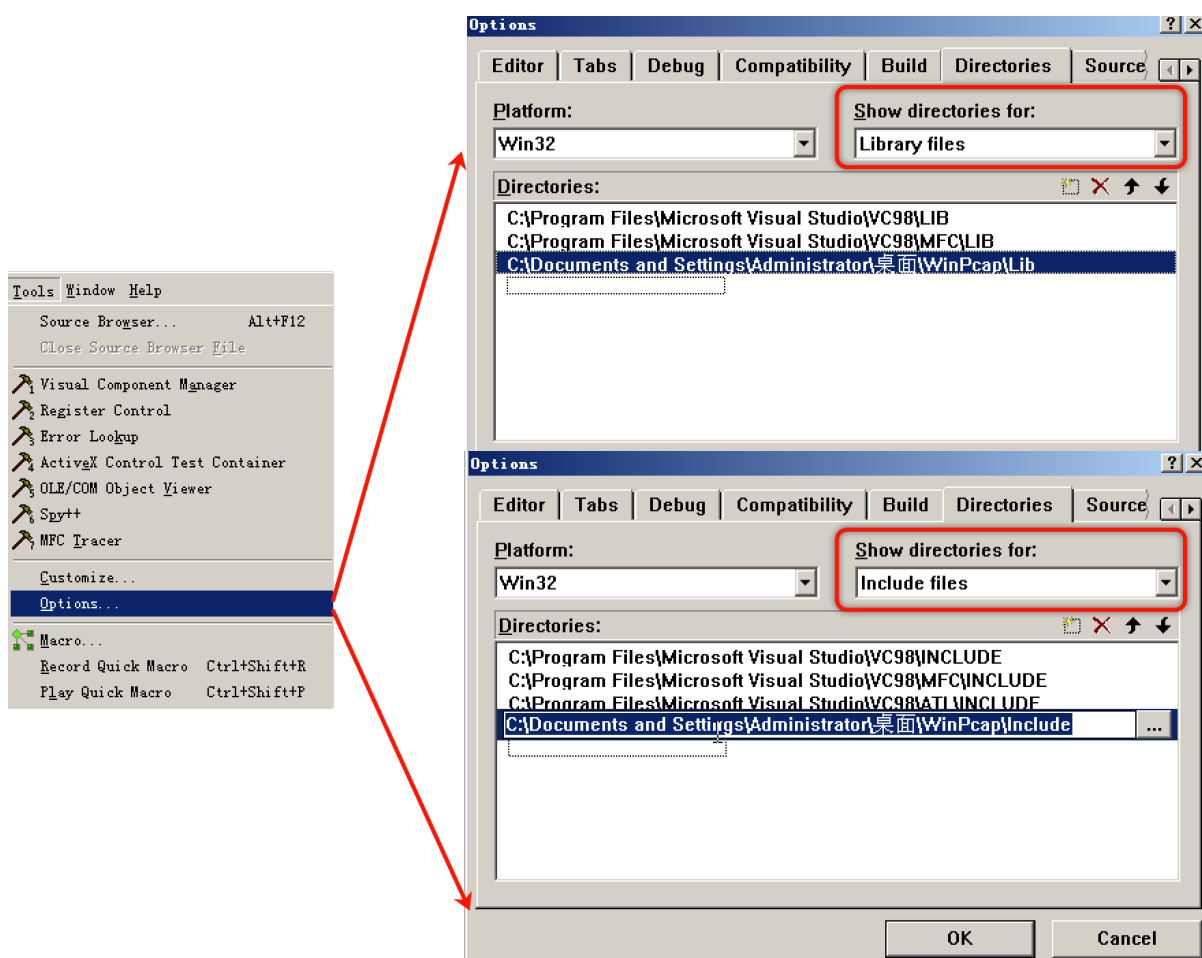 Tools Window Help
Source Browser... Alt+F12
Close Source Browser File
Visual Component Manager
Register Control
Error Lookup
ActiveX Control Test Container
OLE/COM Object Viewer
Spy++
MFC Tracer
Customize...
Options...
Macro...
Record Quick Macro Ctrl+Shift+R
Play Quick Macro Ctrl+Shift+P
Options
Editor Tabs Debug Compatibility Build Directories Source
Platform: Show directories for:
Win32 Library files
Directories:
C:\Program Files\Microsoft Visual Studio\VC98\LIB
C:\Program Files\Microsoft Visual Studio\VC98\MFC\LIB
C:\Documents and Settings\Administrator\桌面\WinPcap\Lib
Options
Editor Tabs Debug Compatibility Build Directories Source
Platform: Show directories for:
Win32 Include files
Directories:
C:\Program Files\Microsoft Visual Studio\VC98\INCLUDE
C:\Program Files\Microsoft Visual Studio\VC98\MFC\INCLUDE
C:\Program Files\Microsoft Visual Studio\VC98\ATL\INCLUDE
C:\Documents and Settings\Administrator\桌面\WinPcap\Include ...
OK Cancel